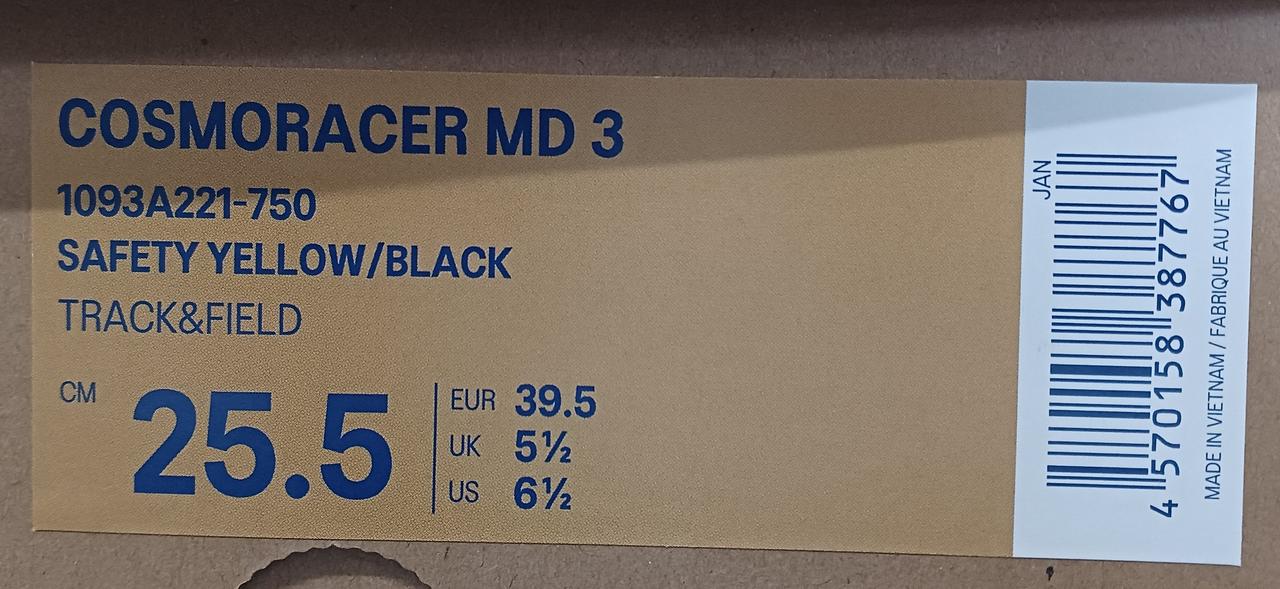 COSMORACER MD 3
1093A221-750
SAFETY YELLOW/BLACK
TRACK&FIELD
CM 25.5
EUR 39.5
UK 5½
US 6½
JAN
4 570158 387767
MADE IN VIETNAM / FABRIQUE AU VIETNAM